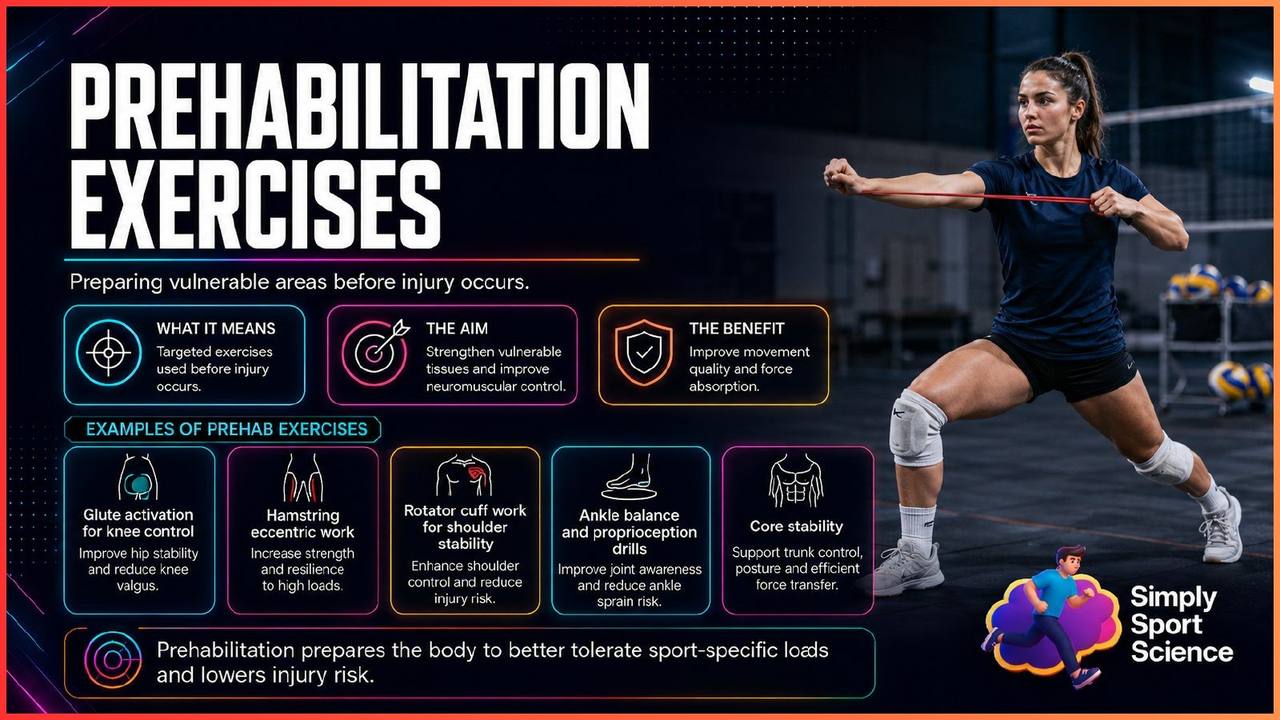 PREHABILITATION
EXERCISES
Preparing vulnerable areas before injury occurs.
WHAT IT MEANS
Targeted exercises
used before injury
occurs.
THE AIM
Strengthen vulnerable
tissues and improve
neuromuscular control.
THE BENEFIT
Improve movement
quality and force
absorption.
EXAMPLES OF PREHAB EXERCISES
Glute activation
for knee control
Improve hip stability
and reduce knee
valgus.
Hamstring
eccentric work
Increase strength
and resilience
to high loads.
Rotator cuff work
for shoulder
stability
Enhance shoulder
control and reduce
injury risk.
Ankle balance
and proprioception
drills
Improve joint awareness
and reduce ankle
sprain risk.
Core stability
Support trunk control,
posture and efficient
force transfer.
Prehabilitation prepares the body to better tolerate sport-specific loads
and lowers injury risk.
Simply
Sport
Science